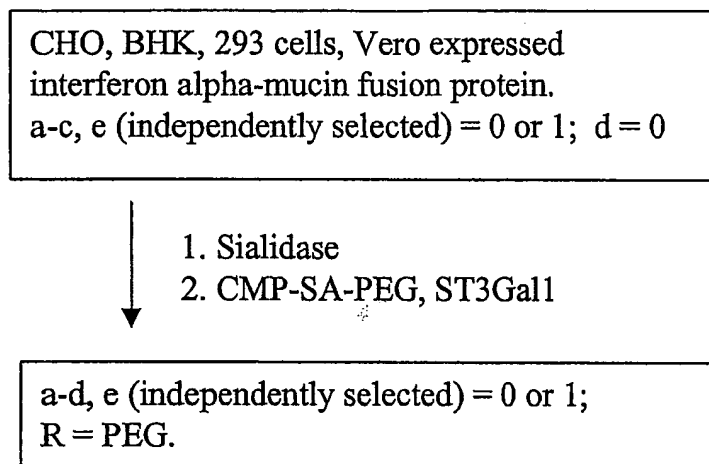 CHO, BHK, 293 cells, Vero expressed
interferon alpha-mucin fusion protein.
a-c, e (independently selected) = 0 or 1; d = 0
1. Sialidase
2. CMP-SA-PEG, ST3Gal1
a-d, e (independently selected) = 0 or 1;
R = PEG.